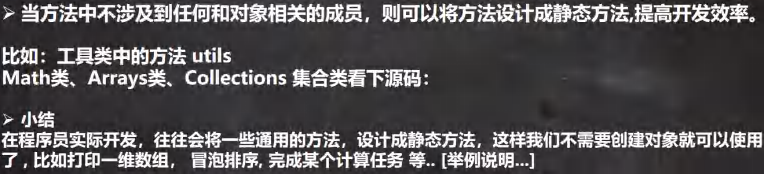 ➢ 当方法中不涉及到任何和对象相关的成员，则可以将方法设计成静态方法,提高开发效率。
比如：工具类中的方法 utils
Math类、Arrays类、Collections 集合类看下源码：
➢ 小结
在程序员实际开发，往往会将一些通用的方法，设计成静态方法，这样我们不需要创建对象就可以使用
了 , 比如打印一维数组， 冒泡排序, 完成某个计算任务 等.. [举例说明...]